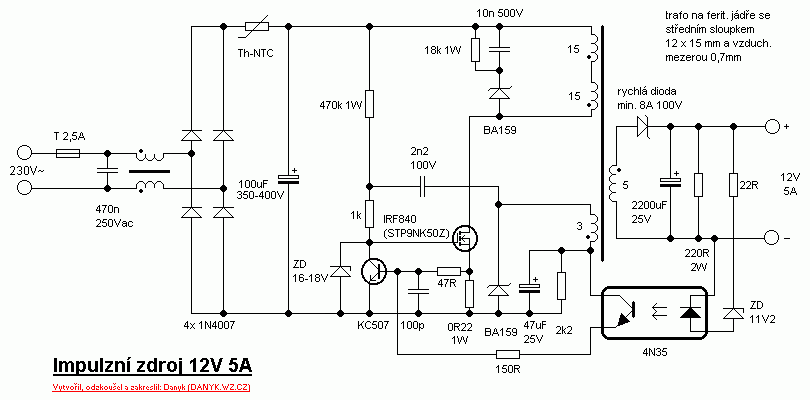 10n 500V
trafo na ferit. jádře se
středním sloupkem
12 x 15 mm a vzduch.
mezerou 0,7mm
Th-NTC
18k 1W
15
15
470k 1W
BA159
rychlá dioda
min. 8A 100V
T 2,5A
230V~
470n
250Vac
100uF
350-400V
+
2n2
100V
1k
IRF840
(STP9NK50Z)
3
5
+
2200uF
25V
22R
220R
2W
+
12V
5A
−
ZD
16-18V
47R
KC507
100p
0R22
1W
BA159
+
47uF
25V
2k2
4x 1N4007
150R
4N35
ZD
11V2
Impulzní zdroj 12V 5A
Vytvořil, odzkoušel a zakreslil: Danyk (DANYK.WZ.CZ)